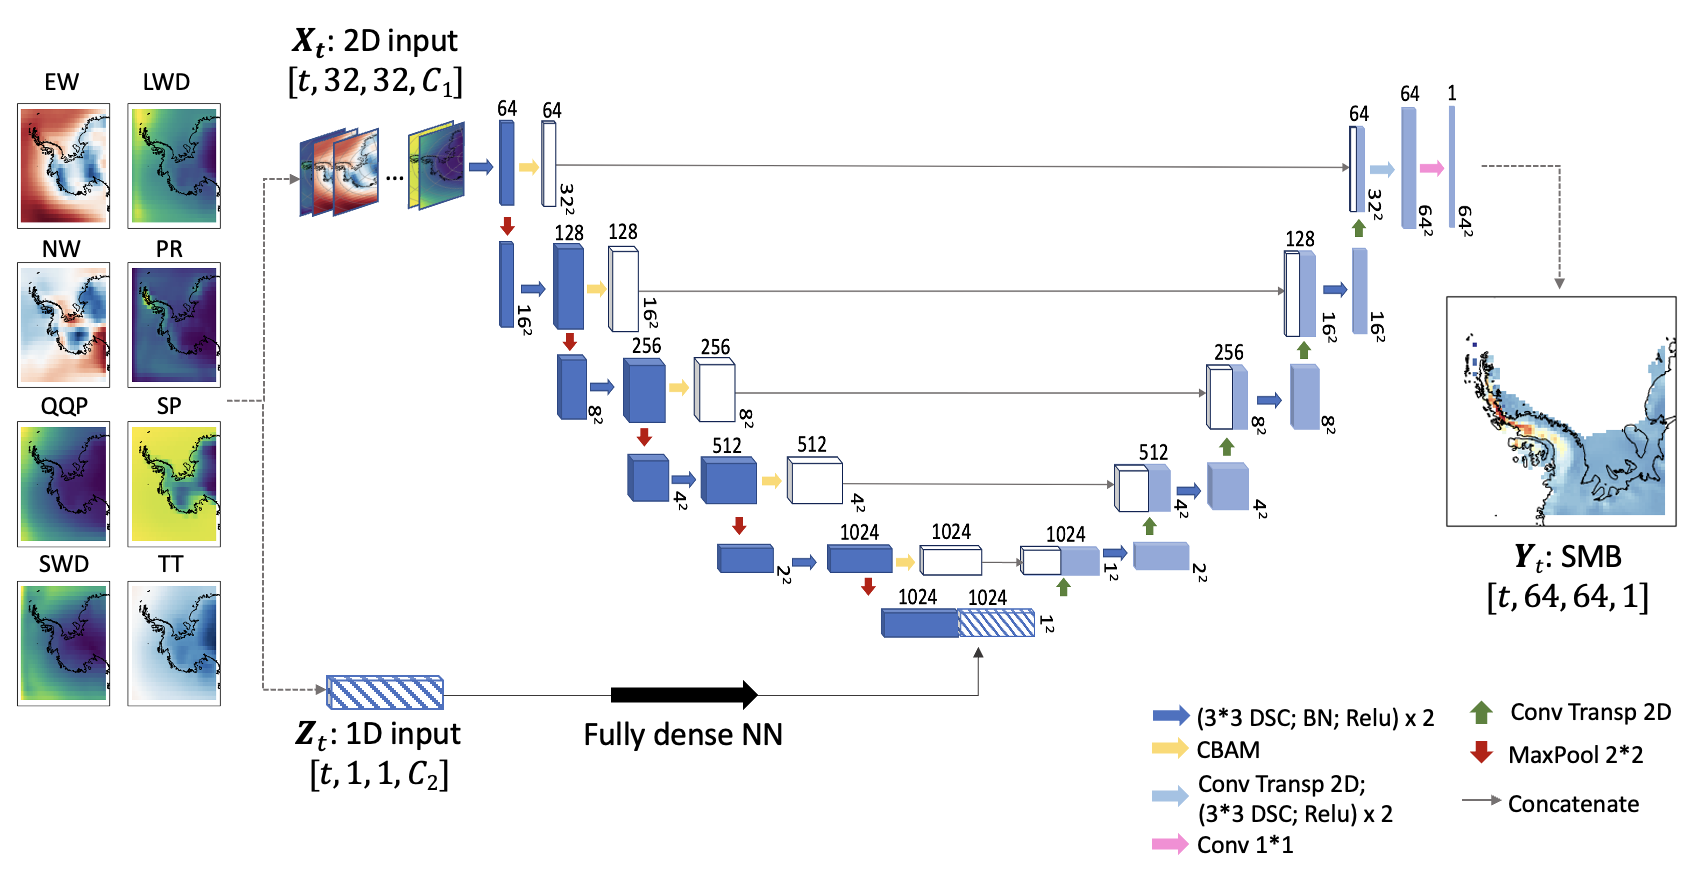 EW LWD
NW PR
QQP SP
SWD TT
X_t: 2D input
[t, 32, 32, C_1]
...
64 64
32²
128 128
16² 16²
256 256
8² 8²
512 512
4² 4²
1024 1024
2²
1024 1024
1²
1024
1² 2²
512
4² 4²
256
8² 8²
128
16² 16²
64 64 1
32² 64² 64²
Y_t: SMB
[t, 64, 64, 1]
Z_t: 1D input
[t, 1, 1, C_2]
Fully dense NN
(3*3 DSC; BN; Relu) x 2
CBAM
Conv Transp 2D;
(3*3 DSC; Relu) x 2
Conv 1*1
Conv Transp 2D
MaxPool 2*2
Concatenate